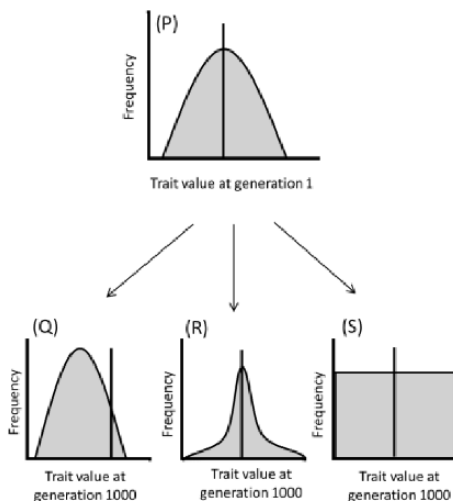 (P)
Frequency
Trait value at generation 1
(Q)
(R)
(S)
Frequency
Frequency
Frequency
Trait value at
generation 1000
Trait value at
generation 1000
Trait value at
generation 1000